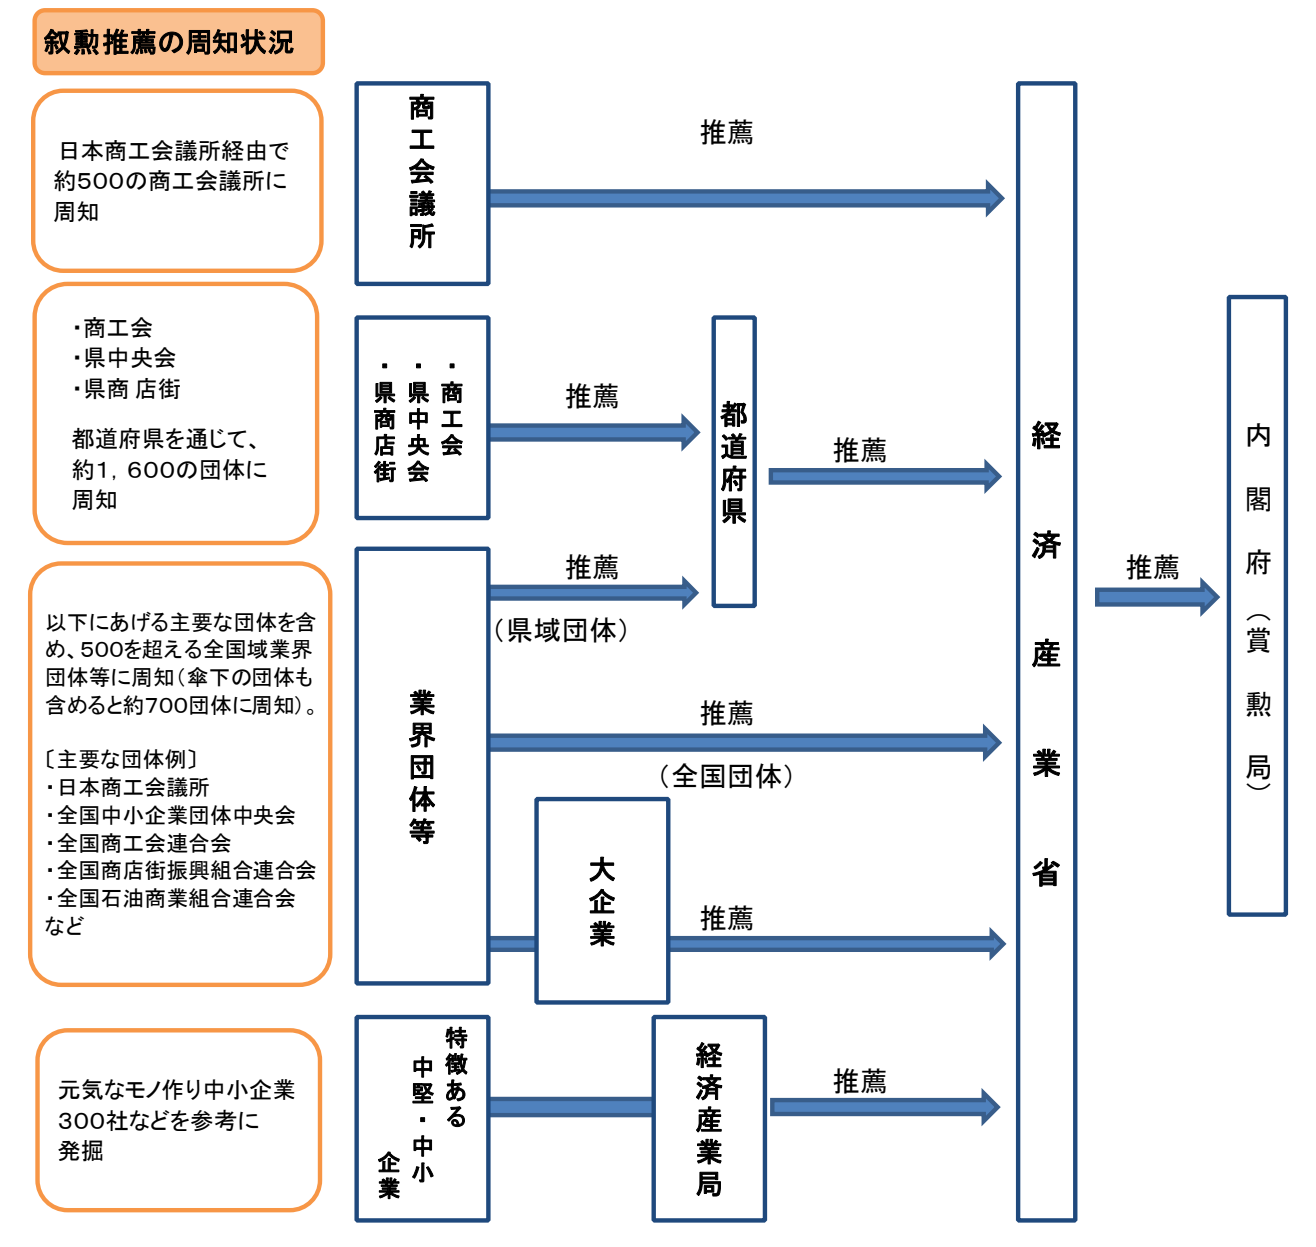 叙勲推薦の周知状況
日本商工会議所経由で
約500の商工会議所に
周知
商工会議所
推薦
・商工会
・県中央会
・県商店街
都道府県を通じて、
約1，600の団体に
周知
・商工会
・県中央会
・県商店街
推薦
都道府県
推薦
以下にあげる主要な団体を含
め、500を超える全国域業界
団体等に周知（傘下の団体も
含めると約700団体に周知）。
〔主要な団体例〕
・日本商工会議所
・全国中小企業団体中央会
・全国商工会連合会
・全国商店街振興組合連合会
・全国石油商業組合連合会
など
業界団体等
推薦
（県域団体）
推薦
（全国団体）
大企業
推薦
元気なモノ作り中小企業
300社などを参考に
発掘
特徴ある
中堅・中小
企業
経済産業局
推薦
経済産業省
推薦
内閣府（賞勲局）